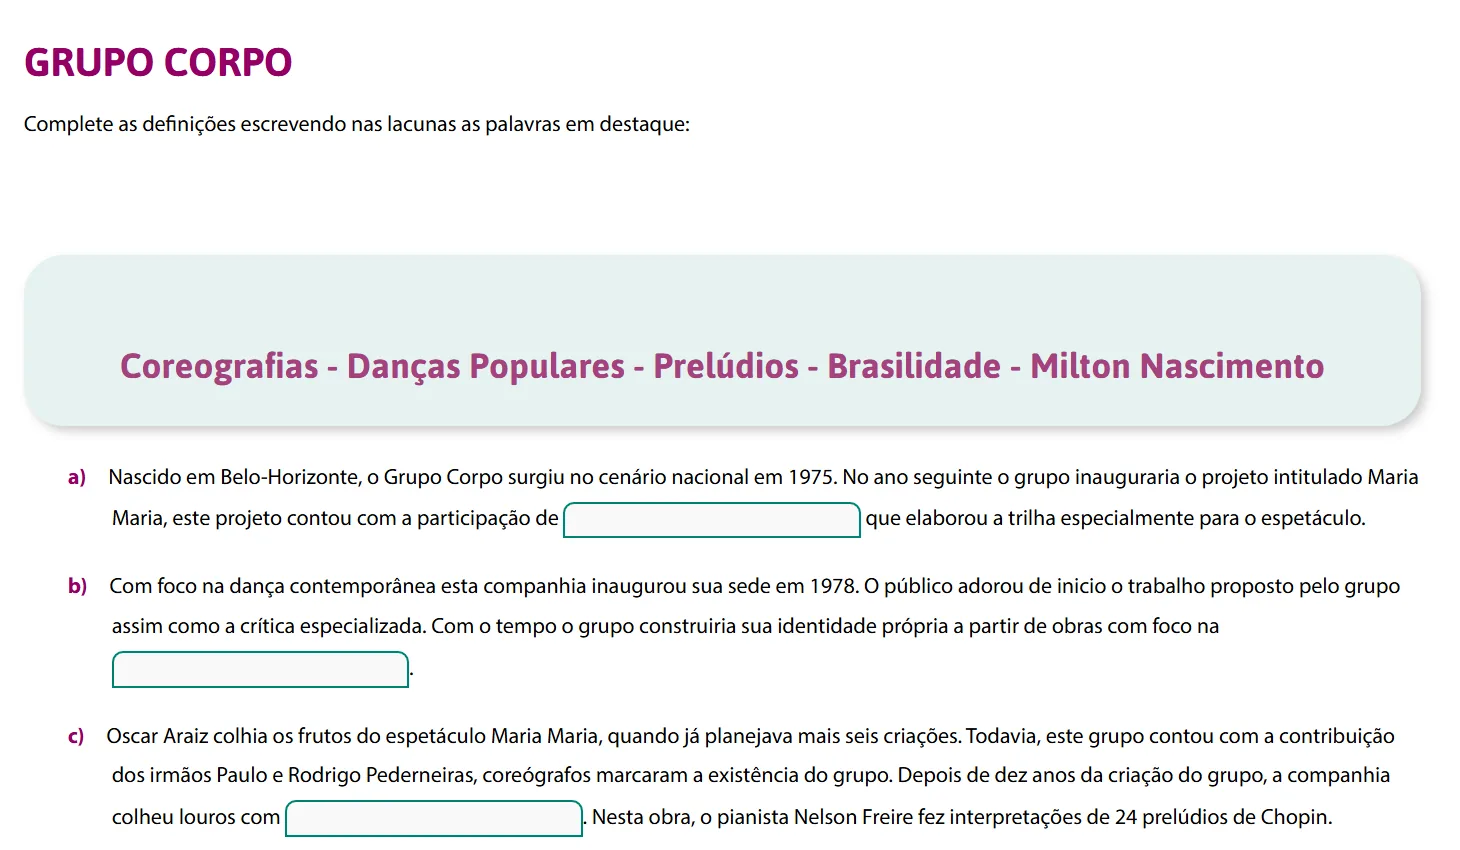 GRUPO CORPO
Complete as definições escrevendo nas lacunas as palavras em destaque:
Coreografias - Danças Populares - Prelúdios - Brasilidade - Milton Nascimento
a) Nascido em Belo-Horizonte, o Grupo Corpo surgiu no cenário nacional em 1975. No ano seguinte o grupo inauguraria o projeto intitulado Maria
Maria, este projeto contou com a participação de que elaborou a trilha especialmente para o espetáculo.
b) Com foco na dança contemporânea esta companhia inaugurou sua sede em 1978. O público adorou de inicio o trabalho proposto pelo grupo
assim como a crítica especializada. Com o tempo o grupo construiria sua identidade própria a partir de obras com foco na
.
c) Oscar Araiz colhia os frutos do espetáculo Maria Maria, quando já planejava mais seis criações. Todavia, este grupo contou com a contribuição
dos irmãos Paulo e Rodrigo Pederneiras, coreógrafos marcaram a existência do grupo. Depois de dez anos da criação do grupo, a companhia
colheu louros com . Nesta obra, o pianista Nelson Freire fez interpretações de 24 prelúdios de Chopin.